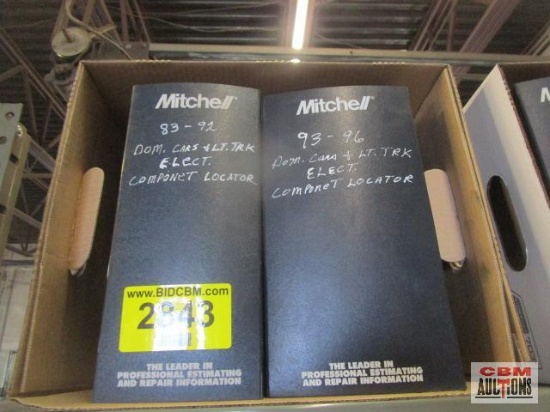 Mitchell
83-92
DOM. CARS & LT. TRK
ELECT.
COMPONET LOCATOR
WWW.BIDCBM.com
2843
THE LEADER IN
PROFESSIONAL ESTIMATING
AND REPAIR INFORMATION
Mitchell
93-96
DOM. CARS & LT. TRK
ELECT.
COMPONET LOCATOR
THE LEADER IN
PROFESSIONAL ESTIMATING
AND REPAIR INFORMATION
CBM
AUCTIONS